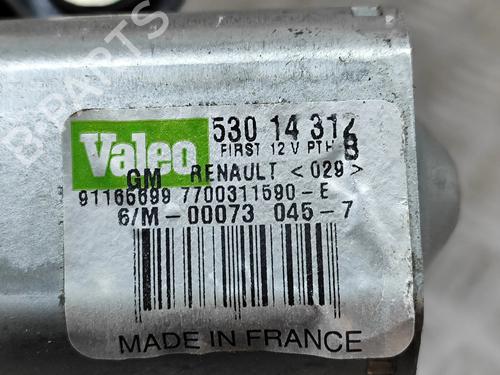 B-PARTS
Valeo
530 14 312
FIRST 12 V PTH B
GM RENAULT <029>
91166699 7700311590-E
6/M-00073 045-7
MADE IN FRANCE